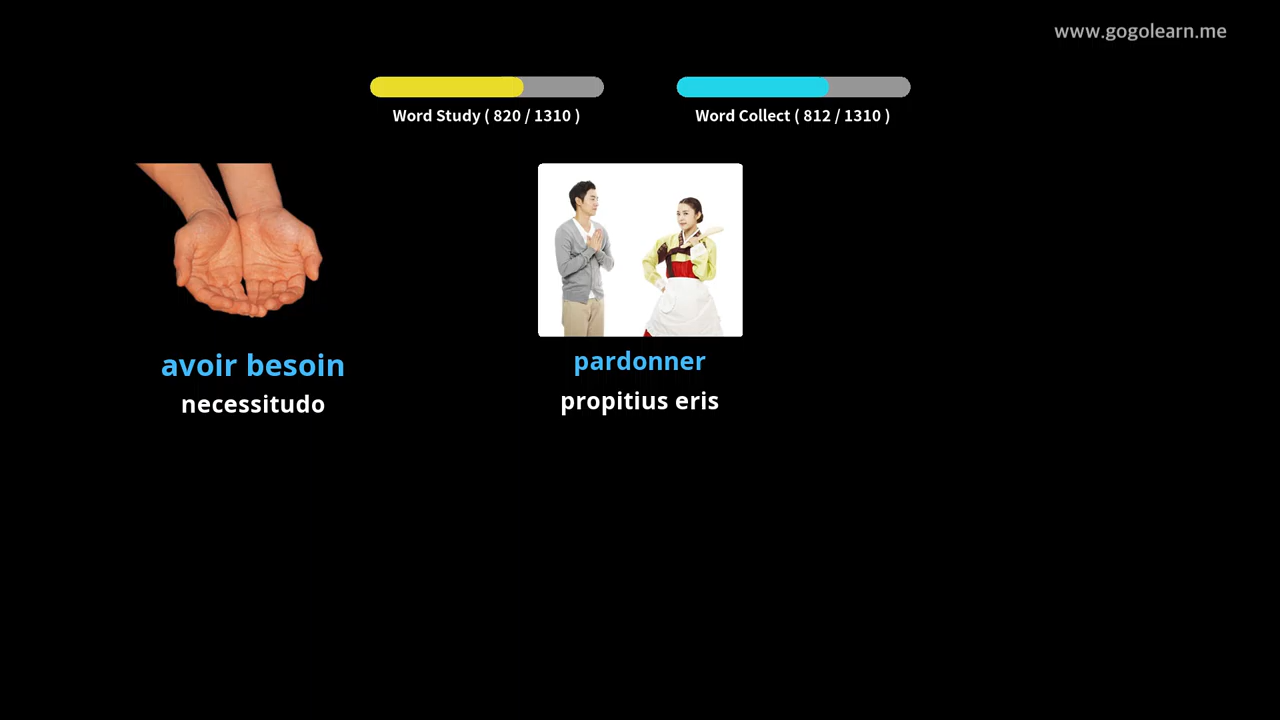 www.gogolearn.me
Word Study ( 820 / 1310 )
Word Collect ( 812 / 1310 )
avoir besoin
necessitudo
pardonner
propitius eris